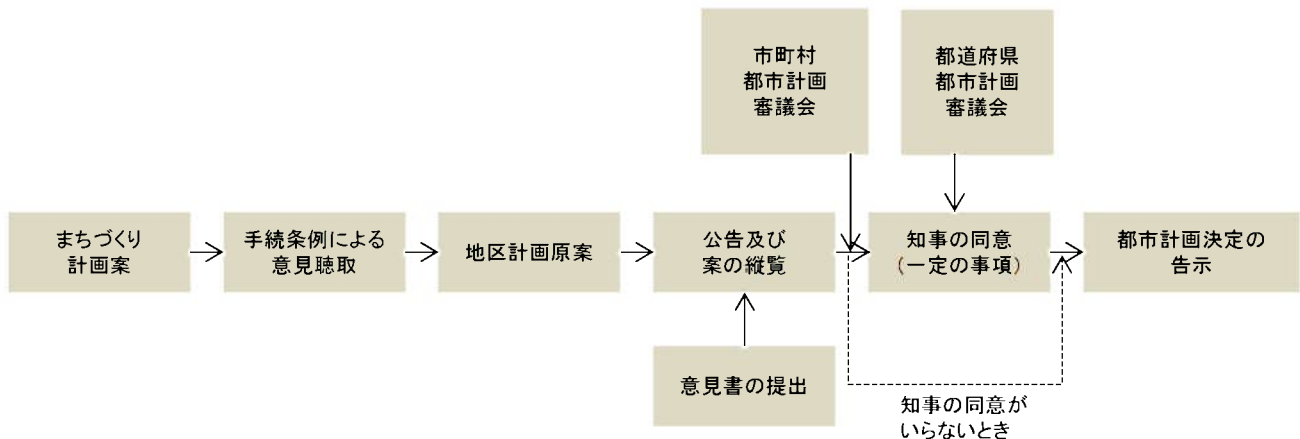 市町村
都市計画
審議会
都道府県
都市計画
審議会
まちづくり
計画案
手続条例による
意見聴取
地区計画原案
公告及び
案の縦覧
知事の同意
(一定の事項)
都市計画決定の
告示
意見書の提出
知事の同意が
いらないとき